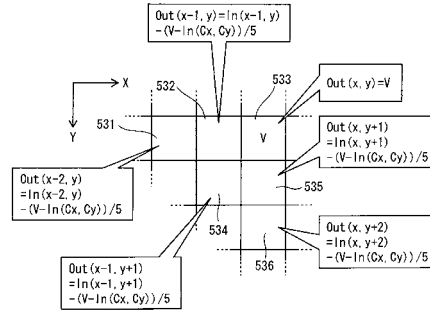 Out(x-1, y)=In(x-1, y)
-(V-In(Cx, Cy))/5
X
Y
532
533
531
Out(x, y)=V
V
Out(x, y+1)
=In(x, y+1)
-(V-In(Cx, Cy))/5
Out(x-2, y)
=In(x-2, y)
-(V-In(Cx, Cy))/5
535
534
536
Out(x, y+2)
=In(x, y+2)
-(V-In(Cx, Cy))/5
Out(x-1, y+1)
=In(x-1, y+1)
-(V-In(Cx, Cy))/5